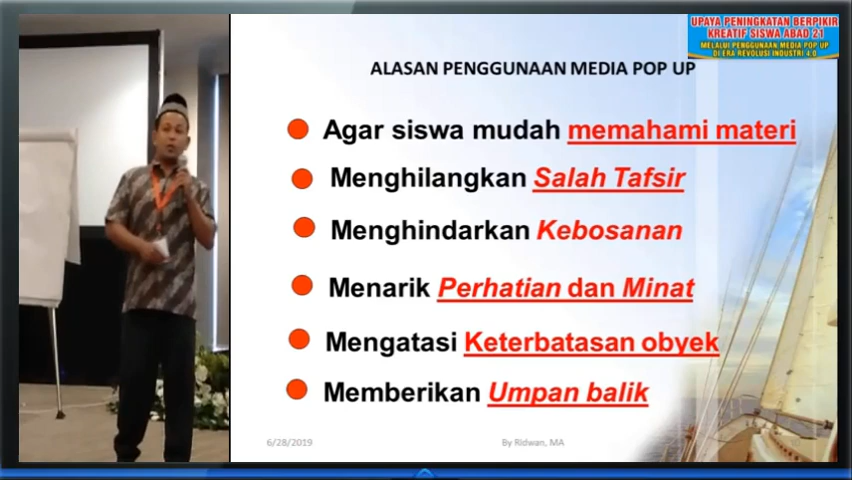 UPAYA PENINGKATAN BERPIKIR
KREATIF SISWA ABAD 21
MELALUI PENGGUNAAN MEDIA POP UP
DI ERA REVOLUSI INDUSTRI 4.0
ALASAN PENGGUNAAN MEDIA POP UP
Agar siswa mudah memahami materi
Menghilangkan Salah Tafsir
Menghindarkan Kebosanan
Menarik Perhatian dan Minat
Mengatasi Keterbatasan obyek
Memberikan Umpan balik
6/28/2019
By Ridwan, MA